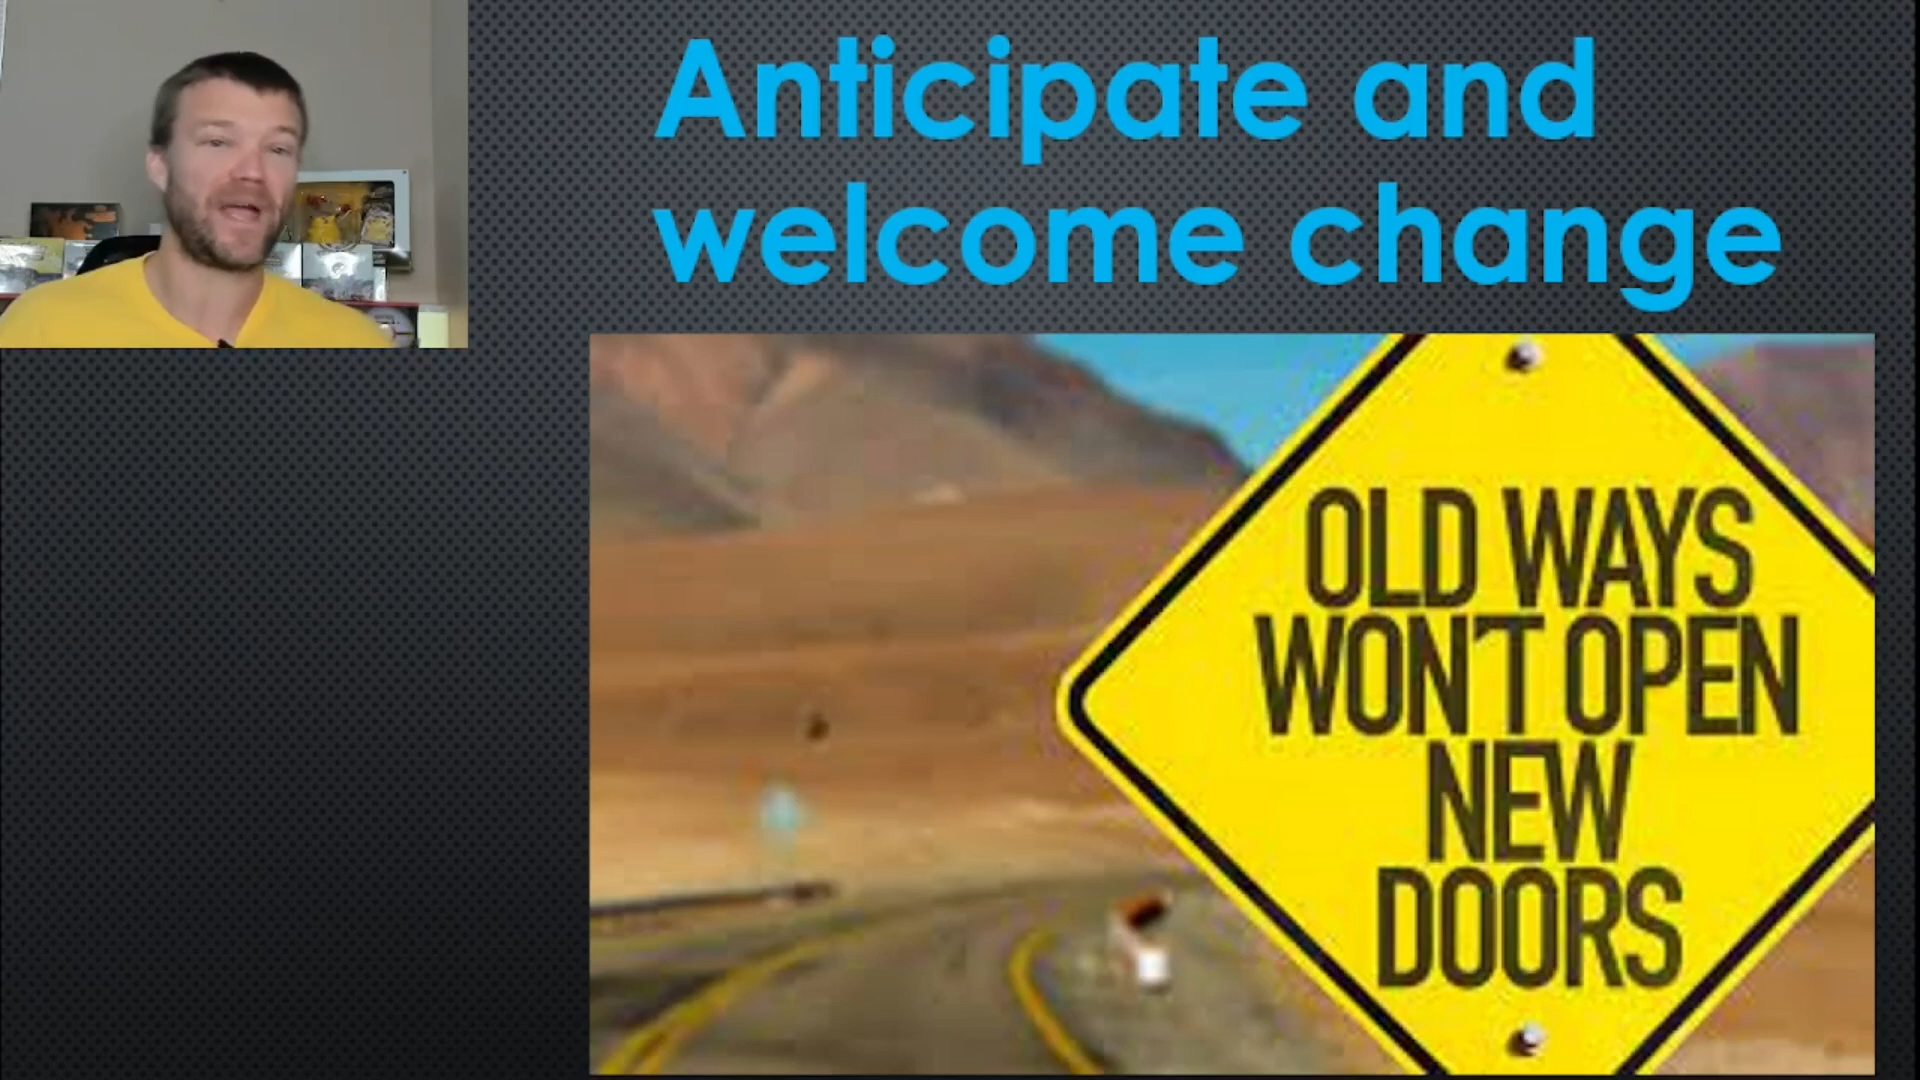 Anticipate and
welcome change
OLD WAYS
WON'T OPEN
NEW
DOORS